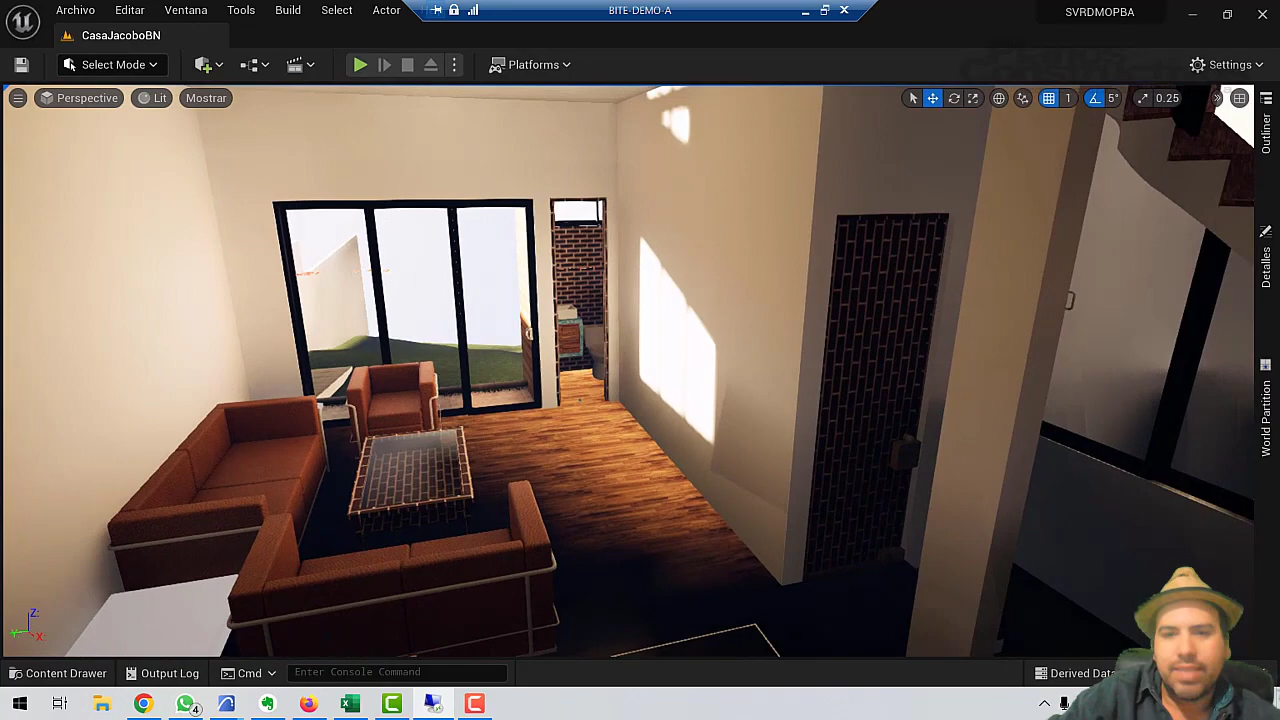 Archivo Ventana Tools Build Select Actor
BITE-DEMO-A
SVRDMOPBA
CasaJacoboBN
Select Mode
Platforms
Settings
Perspective
Lit
Mostrar
1
5°
0.25
Outliner
Detalles
World Partition
Z:
X:
Content Drawer
Output Log
Cmd
Enter Console Command
Derived Data
4